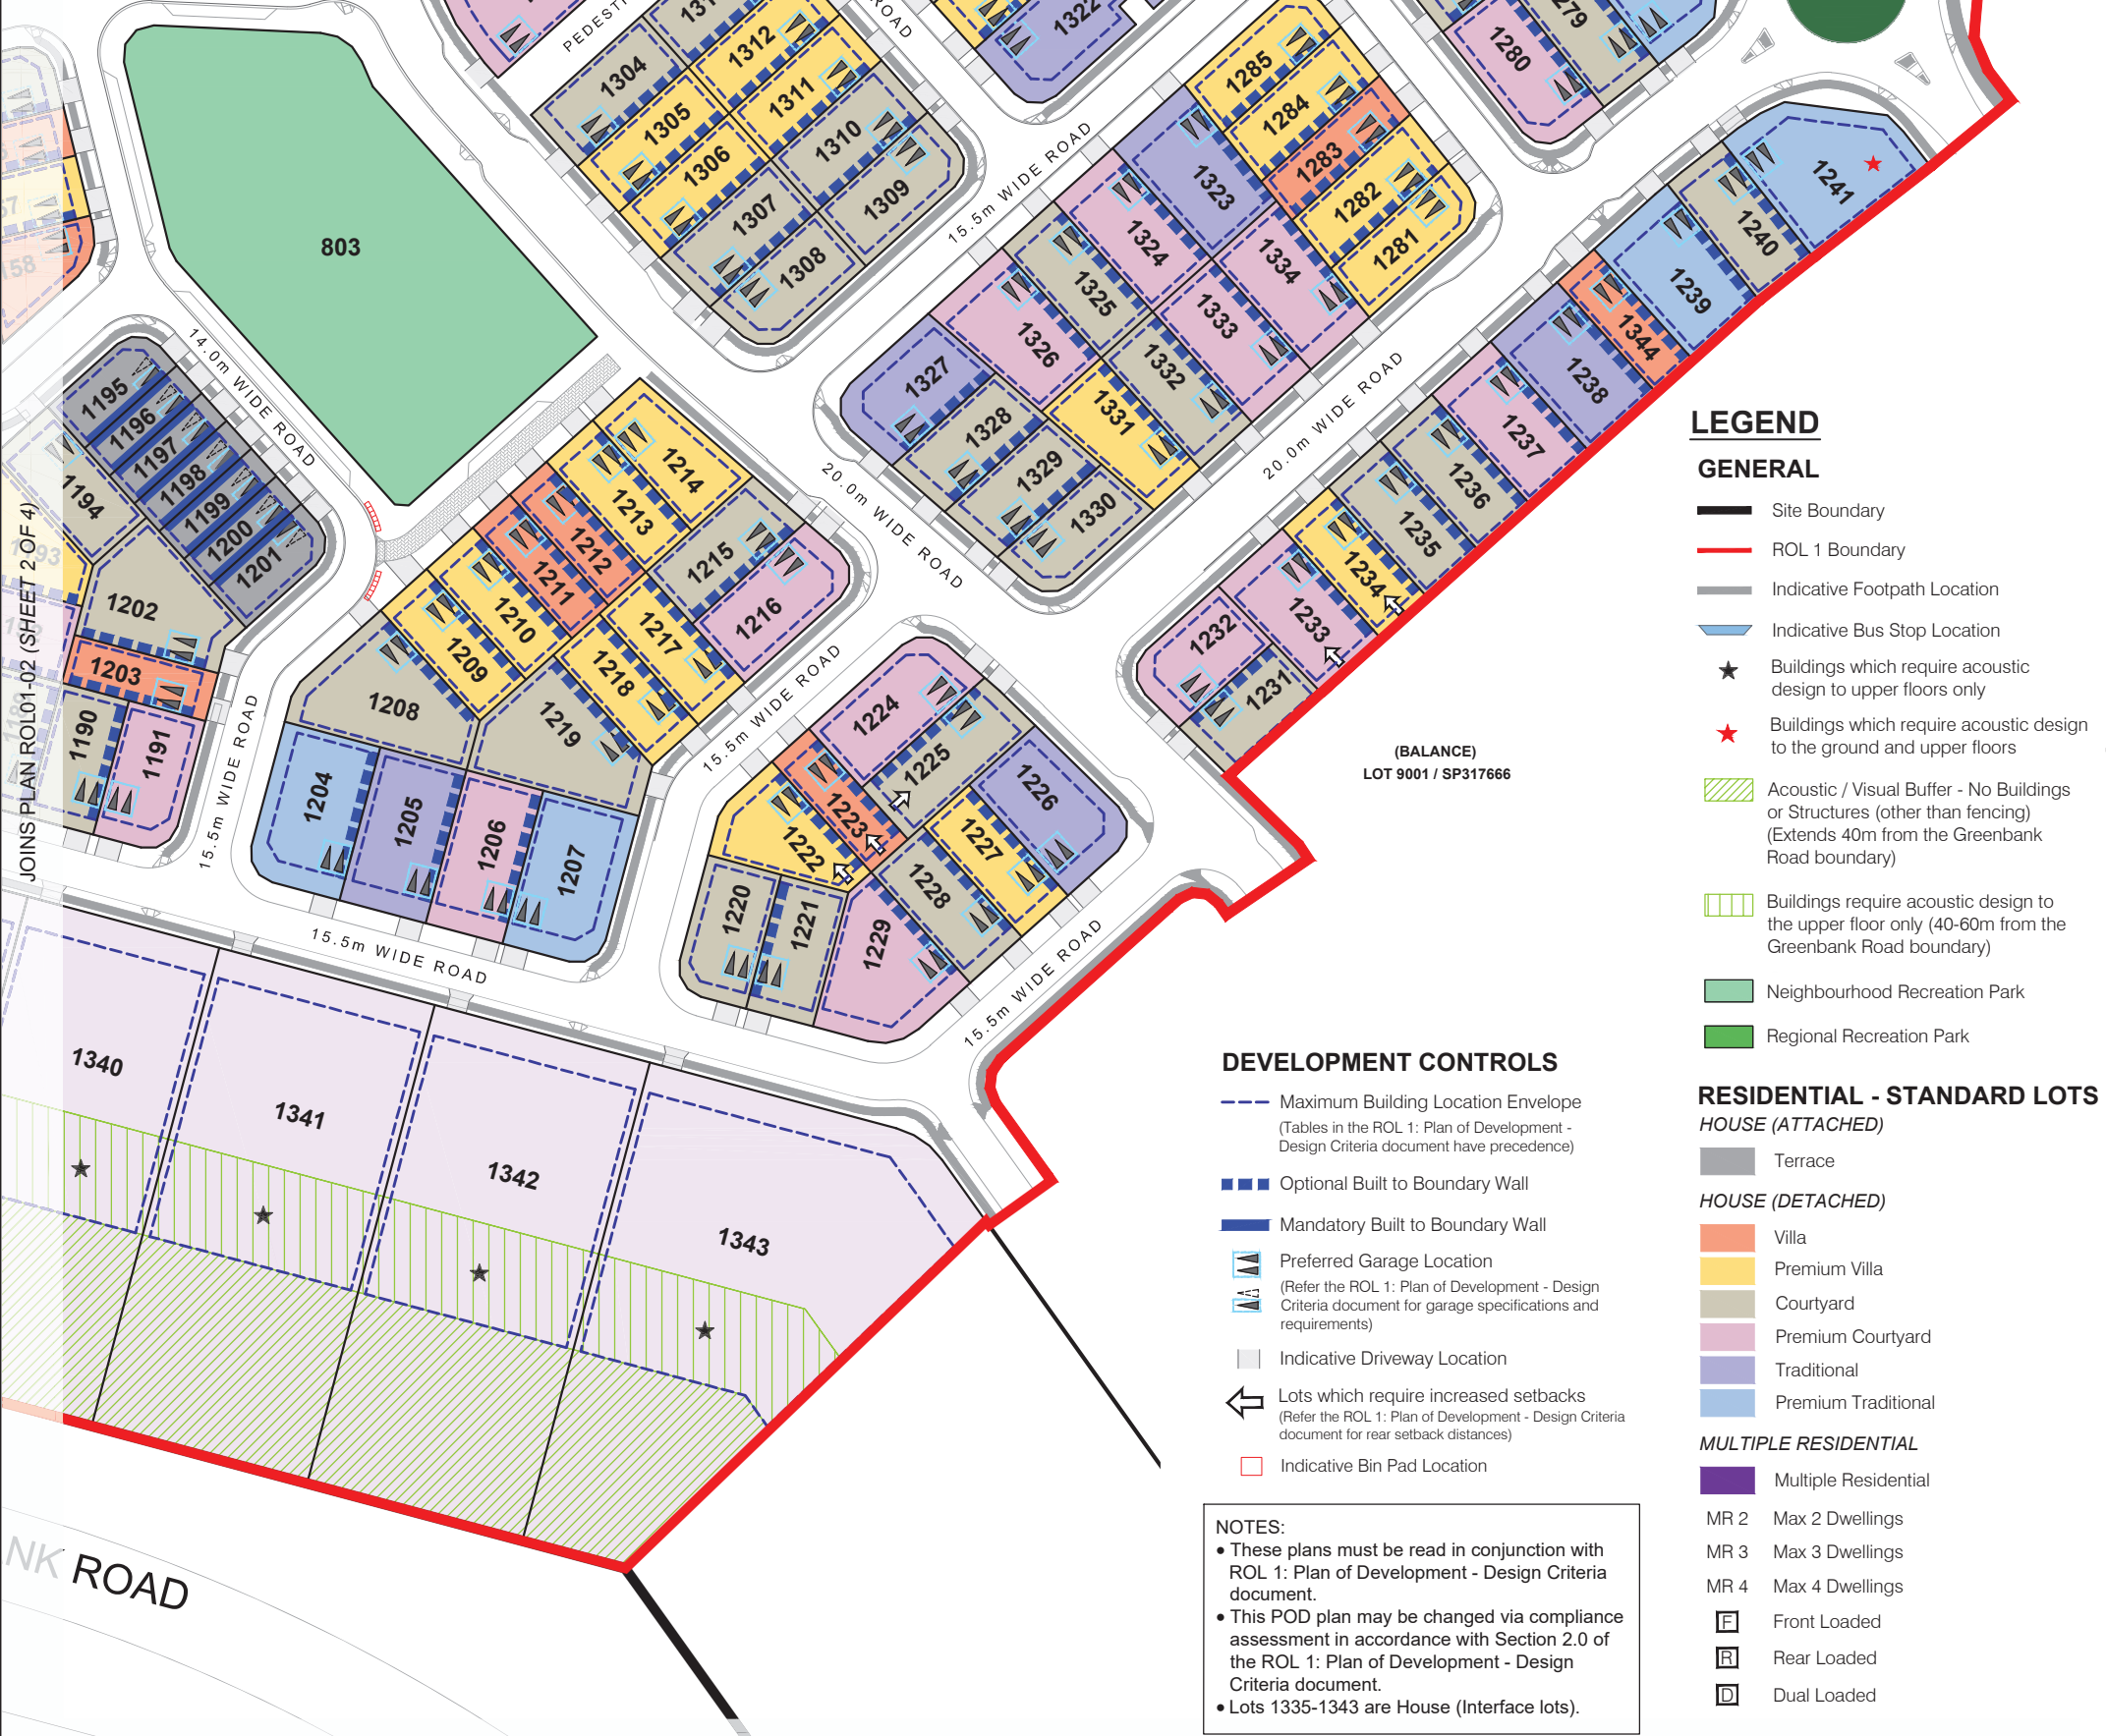 PEDESTR
ROAD
1304
1305
1306
1307
1308
1309
1310
1311
1312
1322
1285
1284
1283
1282
1281
1280
1323
1324
1325
1326
1327
1328
1329
1330
1331
1332
1333
1334
1241
1240
1239
1344
1238
1237
1236
1235
1234
1233
1232
1231
803
158
14.0m WIDE ROAD
15.5m WIDE ROAD
20.0m WIDE ROAD
20.0m WIDE ROAD
15.5m WIDE ROAD
15.5m WIDE ROAD
15.5m WIDE ROAD
15.5m WIDE ROAD
1195
1196
1197
1198
1199
1200
1201
1194
1193
1202
1203
1190
1191
JOINS PLAN ROL01-02 (SHEET 2 OF 4)
1214
1213
1212
1211
1210
1209
1208
1215
1216
1217
1218
1219
1204
1205
1206
1207
1220
1221
1222
1223
1224
1225
1226
1227
1228
1229
1340
1341
1342
1343
NK ROAD
(BALANCE)
LOT 9001 / SP317666
LEGEND
GENERAL
Site Boundary
ROL 1 Boundary
Indicative Footpath Location
Indicative Bus Stop Location
Buildings which require acoustic
design to upper floors only
Buildings which require acoustic design
to the ground and upper floors
Acoustic / Visual Buffer - No Buildings
or Structures (other than fencing)
(Extends 40m from the Greenbank
Road boundary)
Buildings require acoustic design to
the upper floor only (40-60m from the
Greenbank Road boundary)
Neighbourhood Recreation Park
Regional Recreation Park
RESIDENTIAL - STANDARD LOTS
HOUSE (ATTACHED)
Terrace
HOUSE (DETACHED)
Villa
Premium Villa
Courtyard
Premium Courtyard
Traditional
Premium Traditional
MULTIPLE RESIDENTIAL
Multiple Residential
MR 2 Max 2 Dwellings
MR 3 Max 3 Dwellings
MR 4 Max 4 Dwellings
F Front Loaded
R Rear Loaded
D Dual Loaded
DEVELOPMENT CONTROLS
Maximum Building Location Envelope
(Tables in the ROL 1: Plan of Development -
Design Criteria document have precedence)
Optional Built to Boundary Wall
Mandatory Built to Boundary Wall
Preferred Garage Location
(Refer the ROL 1: Plan of Development - Design
Criteria document for garage specifications and
requirements)
Indicative Driveway Location
Lots which require increased setbacks
(Refer the ROL 1: Plan of Development - Design Criteria
document for rear setback distances)
Indicative Bin Pad Location
NOTES:
• These plans must be read in conjunction with
ROL 1: Plan of Development - Design Criteria
document.
• This POD plan may be changed via compliance
assessment in accordance with Section 2.0 of
the ROL 1: Plan of Development - Design
Criteria document.
• Lots 1335-1343 are House (Interface lots).